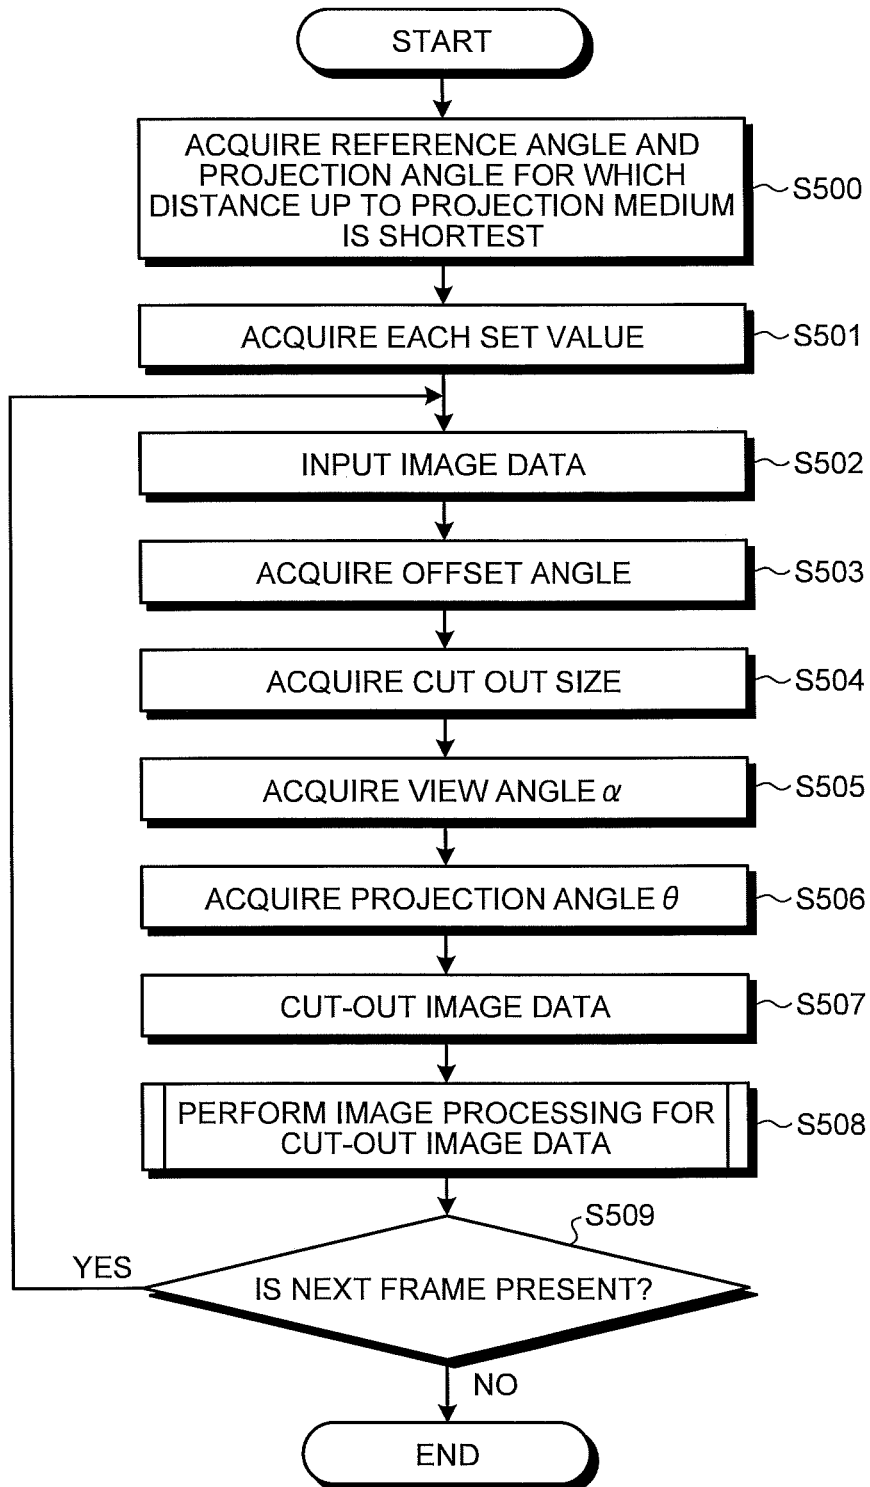 START
ACQUIRE REFERENCE ANGLE AND
PROJECTION ANGLE FOR WHICH
DISTANCE UP TO PROJECTION MEDIUM
IS SHORTEST
S500
ACQUIRE EACH SET VALUE
S501
INPUT IMAGE DATA
S502
ACQUIRE OFFSET ANGLE
S503
ACQUIRE CUT OUT SIZE
S504
ACQUIRE VIEW ANGLE α
S505
ACQUIRE PROJECTION ANGLE θ
S506
CUT-OUT IMAGE DATA
S507
PERFORM IMAGE PROCESSING FOR
CUT-OUT IMAGE DATA
S508
S509
YES
IS NEXT FRAME PRESENT?
NO
END